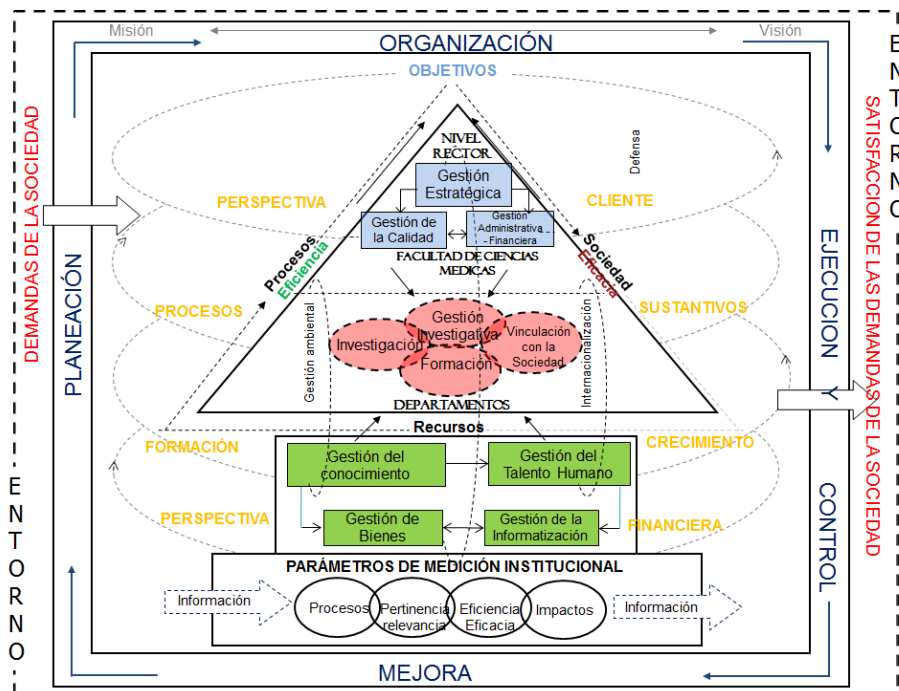 Misión
Visión
ORGANIZACIÓN
OBJETIVOS
ENTORNO
DEMANDAS DE LA SOCIEDAD
SATISFACCION DE LAS DEMANDAS DE LA SOCIEDAD
PLANEACIÓN
EJECUCION Y CONTROL
NIVEL
RECTOR
Defensa
Gestión
Estratégica
PERSPECTIVA
CLIENTE
Gestión de
la Calidad
Gestión
Administrativa
- Financiera
FACULTAD DE CIENCIAS
MEDICAS
Procesos
Eficiencia
Sociedad
Eficacia
PROCESOS
SUSTANTIVOS
Gestión ambiental
Internacionalización
Gestión
Investigativa
Investigación
Vinculación
con la
Sociedad
Formación
DEPARTAMENTOS
Recursos
FORMACIÓN
CRECIMIENTO
Gestión del
conocimiento
Gestión del
Talento Humano
PERSPECTIVA
FINANCIERA
Gestión de
Bienes
Gestión de la
Informatización
ENTORNO
PARÁMETROS DE MEDICIÓN INSTITUCIONAL
Información
Procesos
Pertinencia
relevancia
Eficiencia
Eficacia
Impactos
Información
MEJORA